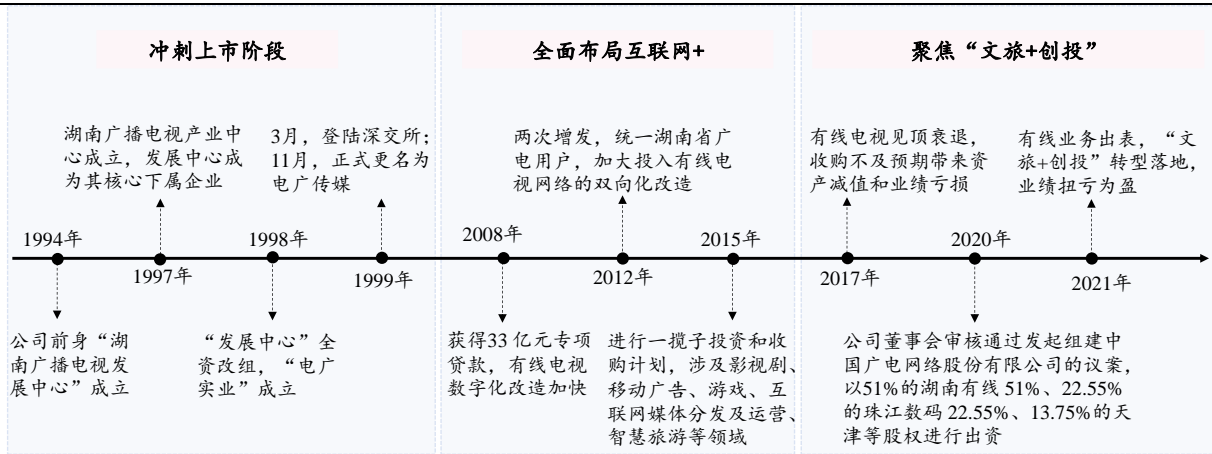 冲刺上市阶段
湖南广播电视产业中
心成立，发展中心成
为其核心下属企业
3月，登陆深交所；
11月，正式更名为
电广传媒
1994年
1997年
1998年
1999年
公司前身“湖
南广播电视发
展中心”成立
“发展中心”全
资改组，“电广
实业”成立
全面布局互联网+
两次增发，统一湖南省广
电用户，加大投入有线电
视网络的双向化改造
2008年
2012年
2015年
获得33 亿元专项
贷款，有线电视
数字化改造加快
进行一揽子投资和收
购计划，涉及影视剧、
移动广告、游戏、互
联网媒体分发及运营、
智慧旅游等领域
聚焦“文旅+创投”
有线电视见顶衰退，
收购不及预期带来资
产减值和业绩亏损
有线业务出表，“文
旅+创投”转型落地，
业绩扭亏为盈
2017年
2020年
2021年
公司董事会审核通过发起组建中
国广电网络股份有限公司的议案，
以51%的湖南有线 51%、22.55%
的珠江数码 22.55%、13.75%的天
津等股权进行出资